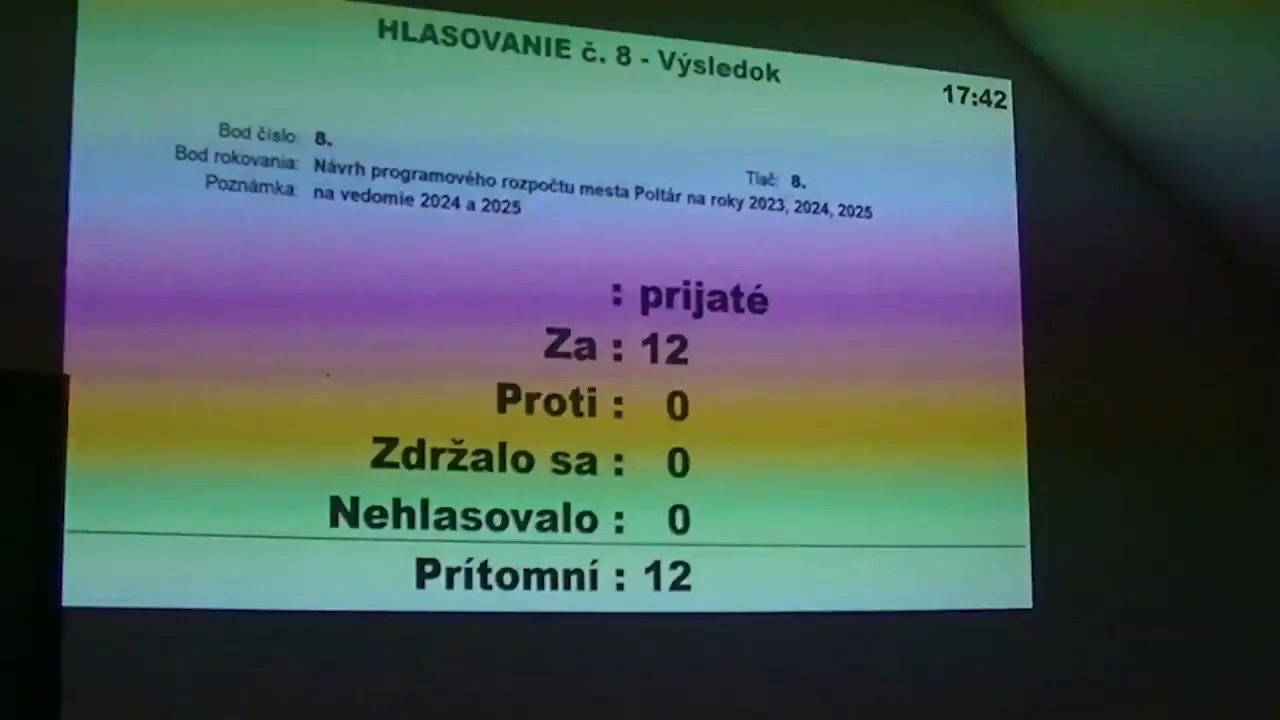 HLASOVANIE č. 8 - Výsledok
17:42
Bod číslo: 8.
Bod rokovania: Návrh programového rozpočtu mesta Poltár na roky 2023, 2024, 2025
Tlač: 8.
Poznámka: na vedomie 2024 a 2025
: prijaté
Za : 12
Proti : 0
Zdržalo sa : 0
Nehlasovalo : 0
Prítomní : 12